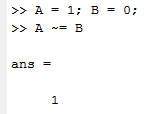 >>
>> A = 1; B = 0;
>> A ~= B
ans =
1